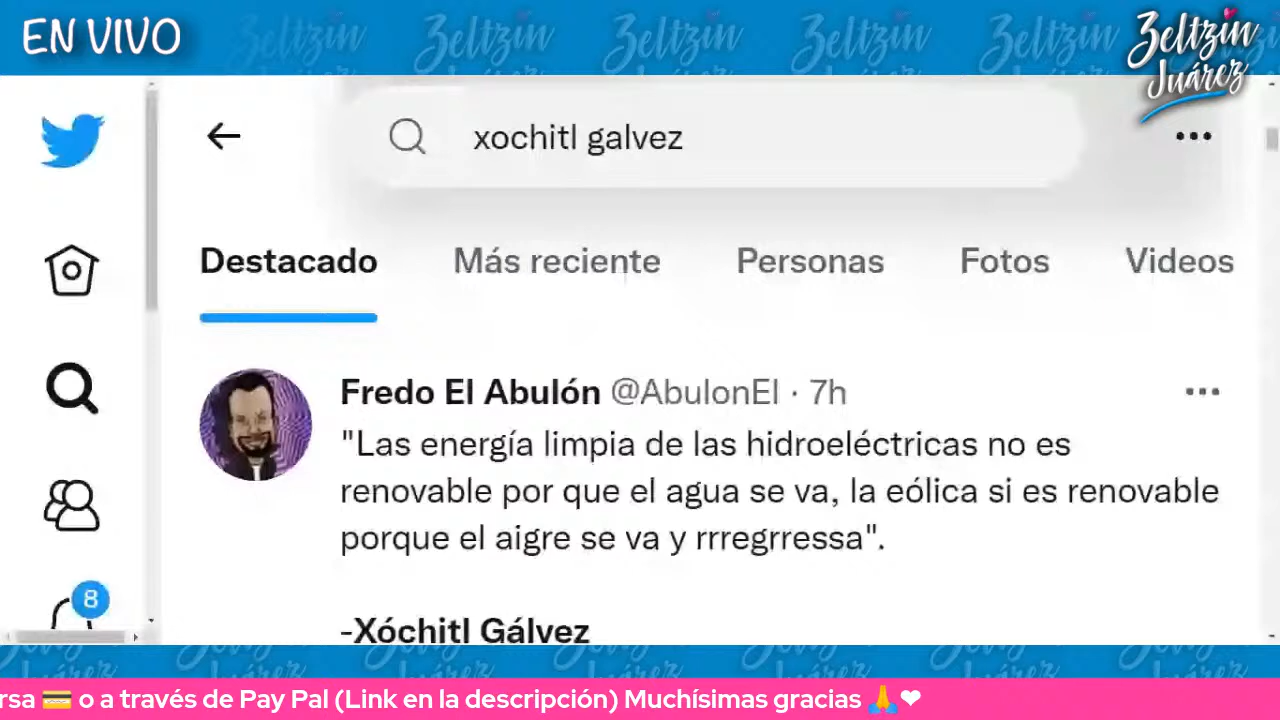 EN VIVO
Zeltzin Juárez
Zeltzin
Juárez
xochitl galvez
Destacado Más reciente Personas Fotos Videos
Fredo El Abulón @AbulonEl · 7h
"Las energía limpia de las hidroeléctricas no es
renovable por que el agua se va, la eólica si es renovable
porque el aigre se va y rrregrressa".
-Xóchitl Gálvez
8
rsa 💳 o a través de Pay Pal (Link en la descripción) Muchísimas gracias 🙏❤